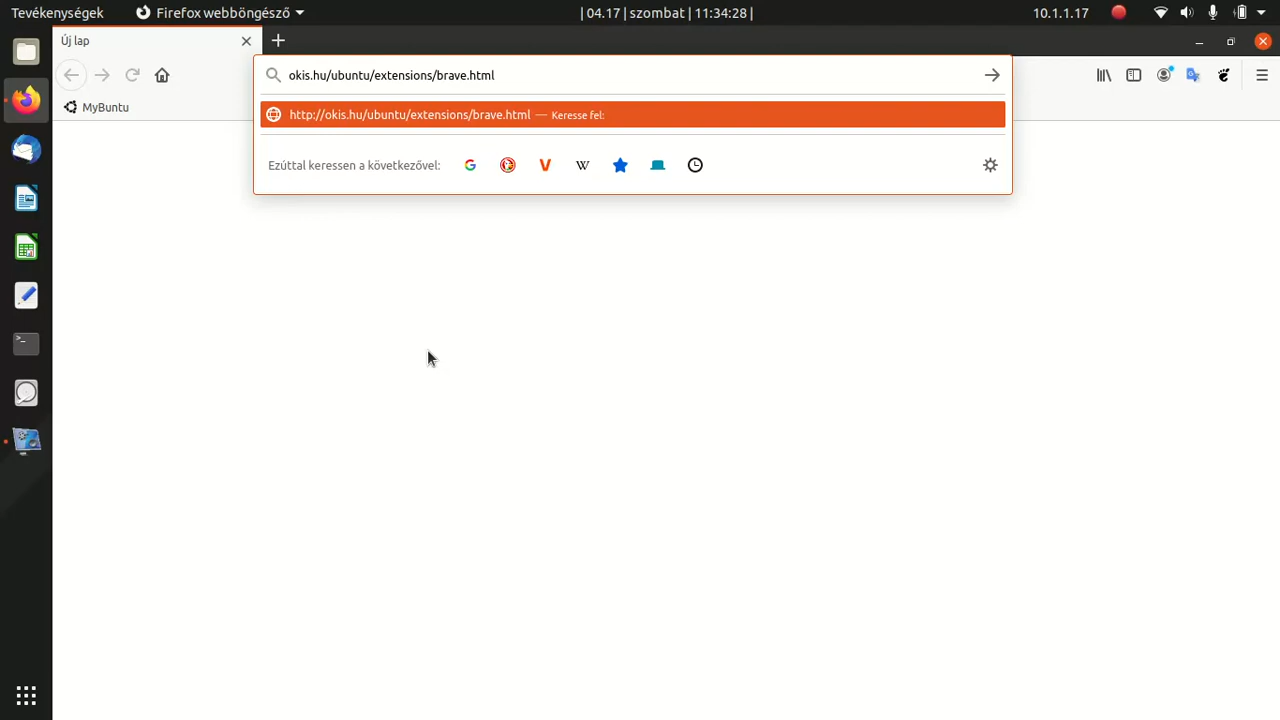 Tevékenységek
Firefox webböngésző
| 04.17 | szombat | 11:34:28 |
10.1.1.17
Új lap
okis.hu/ubuntu/extensions/brave.html
MyBuntu
http://okis.hu/ubuntu/extensions/brave.html — Keresse fel:
Ezúttal keressen a következővel: